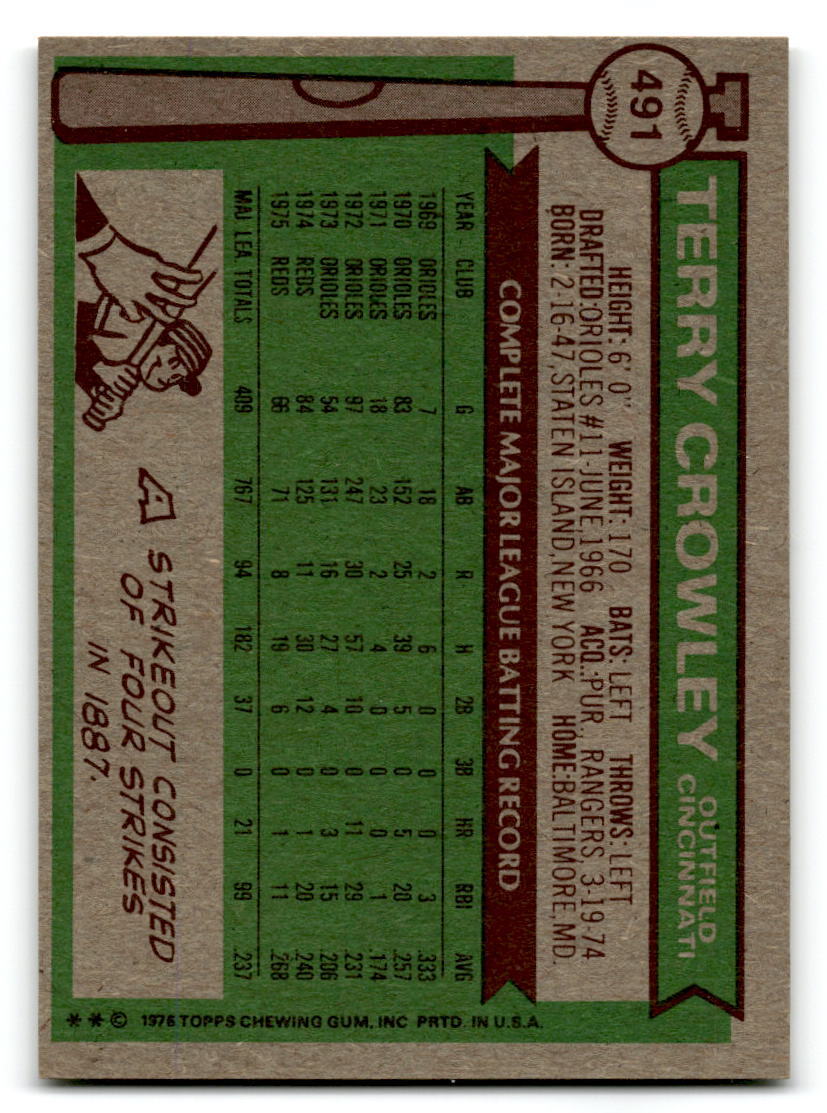 491
TERRY CROWLEY OUTFIELD CINCINNATI
HEIGHT: 6' 0" WEIGHT: 170 BATS: LEFT THROWS: LEFT
DRAFTED: ORIOLES #11-JUNE, 1966 ACQ.: PUR., RANGERS, 3-19-74
BORN: 2-16-47, STATEN ISLAND, NEW YORK HOME: BALTIMORE, MD.
COMPLETE MAJOR LEAGUE BATTING RECORD
YEAR CLUB G AB R H 2B 3B HR RBI AVG
1969 ORIOLES 7 18 2 6 0 0 0 3 .333
1970 ORIOLES 83 152 25 39 5 0 5 20 .257
1971 ORIOLES 18 23 2 4 0 0 0 1 .174
1972 ORIOLES 97 247 30 57 10 0 11 29 .231
1973 ORIOLES 54 131 16 27 4 0 3 15 .206
1974 REDS 84 125 11 30 12 0 1 20 .240
1975 REDS 66 71 8 19 6 0 1 11 .268
MAJ LEA TOTALS 409 767 94 182 37 0 21 99 .237
A STRIKEOUT CONSISTED
OF FOUR STRIKES
IN 1887.
* * © 1976 TOPPS CHEWING GUM, INC PRTD. IN U.S.A.